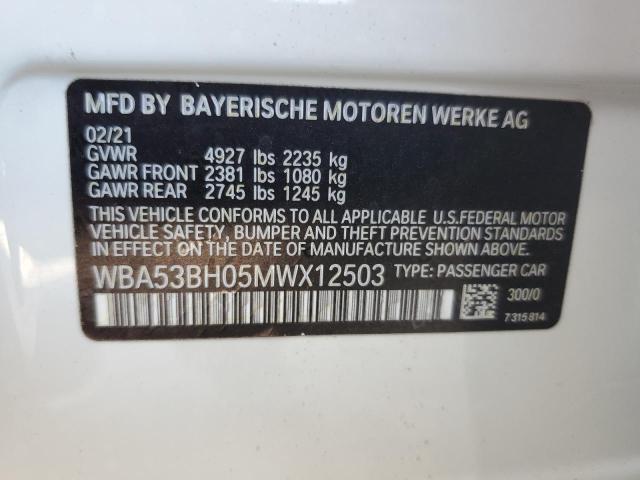 MFD BY BAYERISCHE MOTOREN WERKE AG
02/21
GVWR 4927 lbs 2235 kg
GAWR FRONT 2381 lbs 1080 kg
GAWR REAR 2745 lbs 1245 kg
THIS VEHICLE CONFORMS TO ALL APPLICABLE U.S.FEDERAL MOTOR
VEHICLE SAFETY, BUMPER AND THEFT PREVENTION
STANDARDS IN EFFECT ON THE DATE OF MANUFACTURE SHOWN ABOVE.
WBA53BH05MWX12503 TYPE: PASSENGER CAR
300/0
7315814